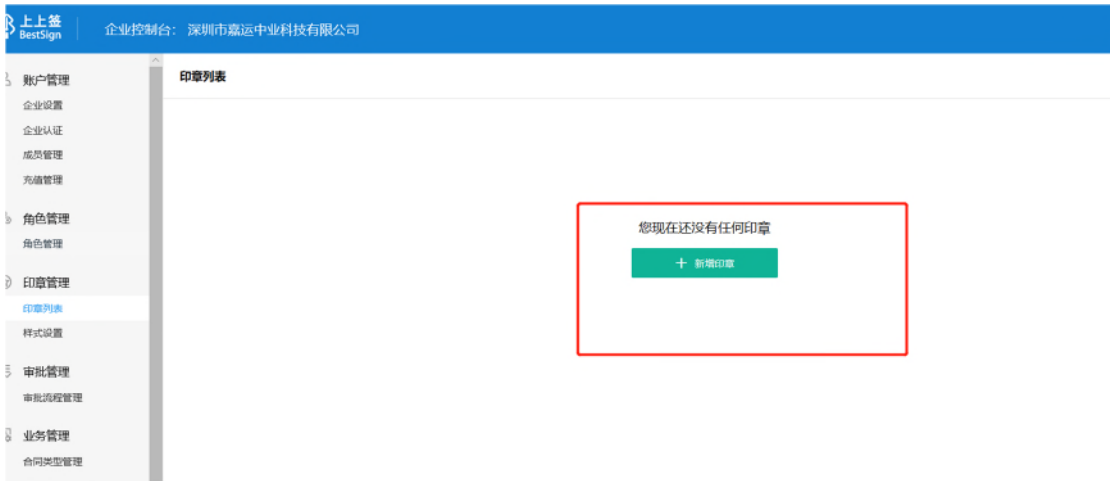 上上签
BestSign
企业控制台: 深圳市嘉运中业科技有限公司
账户管理
企业设置
企业认证
成员管理
充值管理
角色管理
角色管理
印章管理
印章列表
样式设置
审批管理
审批流程管理
业务管理
合同类型管理
印章列表
您现在还没有任何印章
+ 新增印章